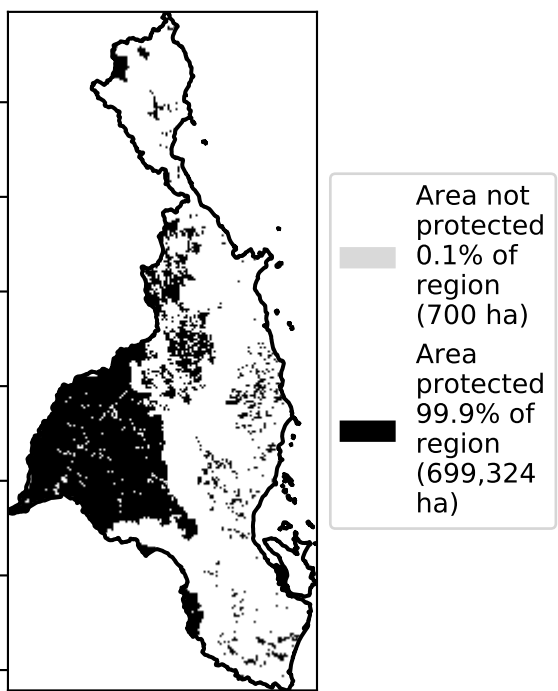 Area not
protected
0.1% of
region
(700 ha)
Area
protected
99.9% of
region
(699,324
ha)